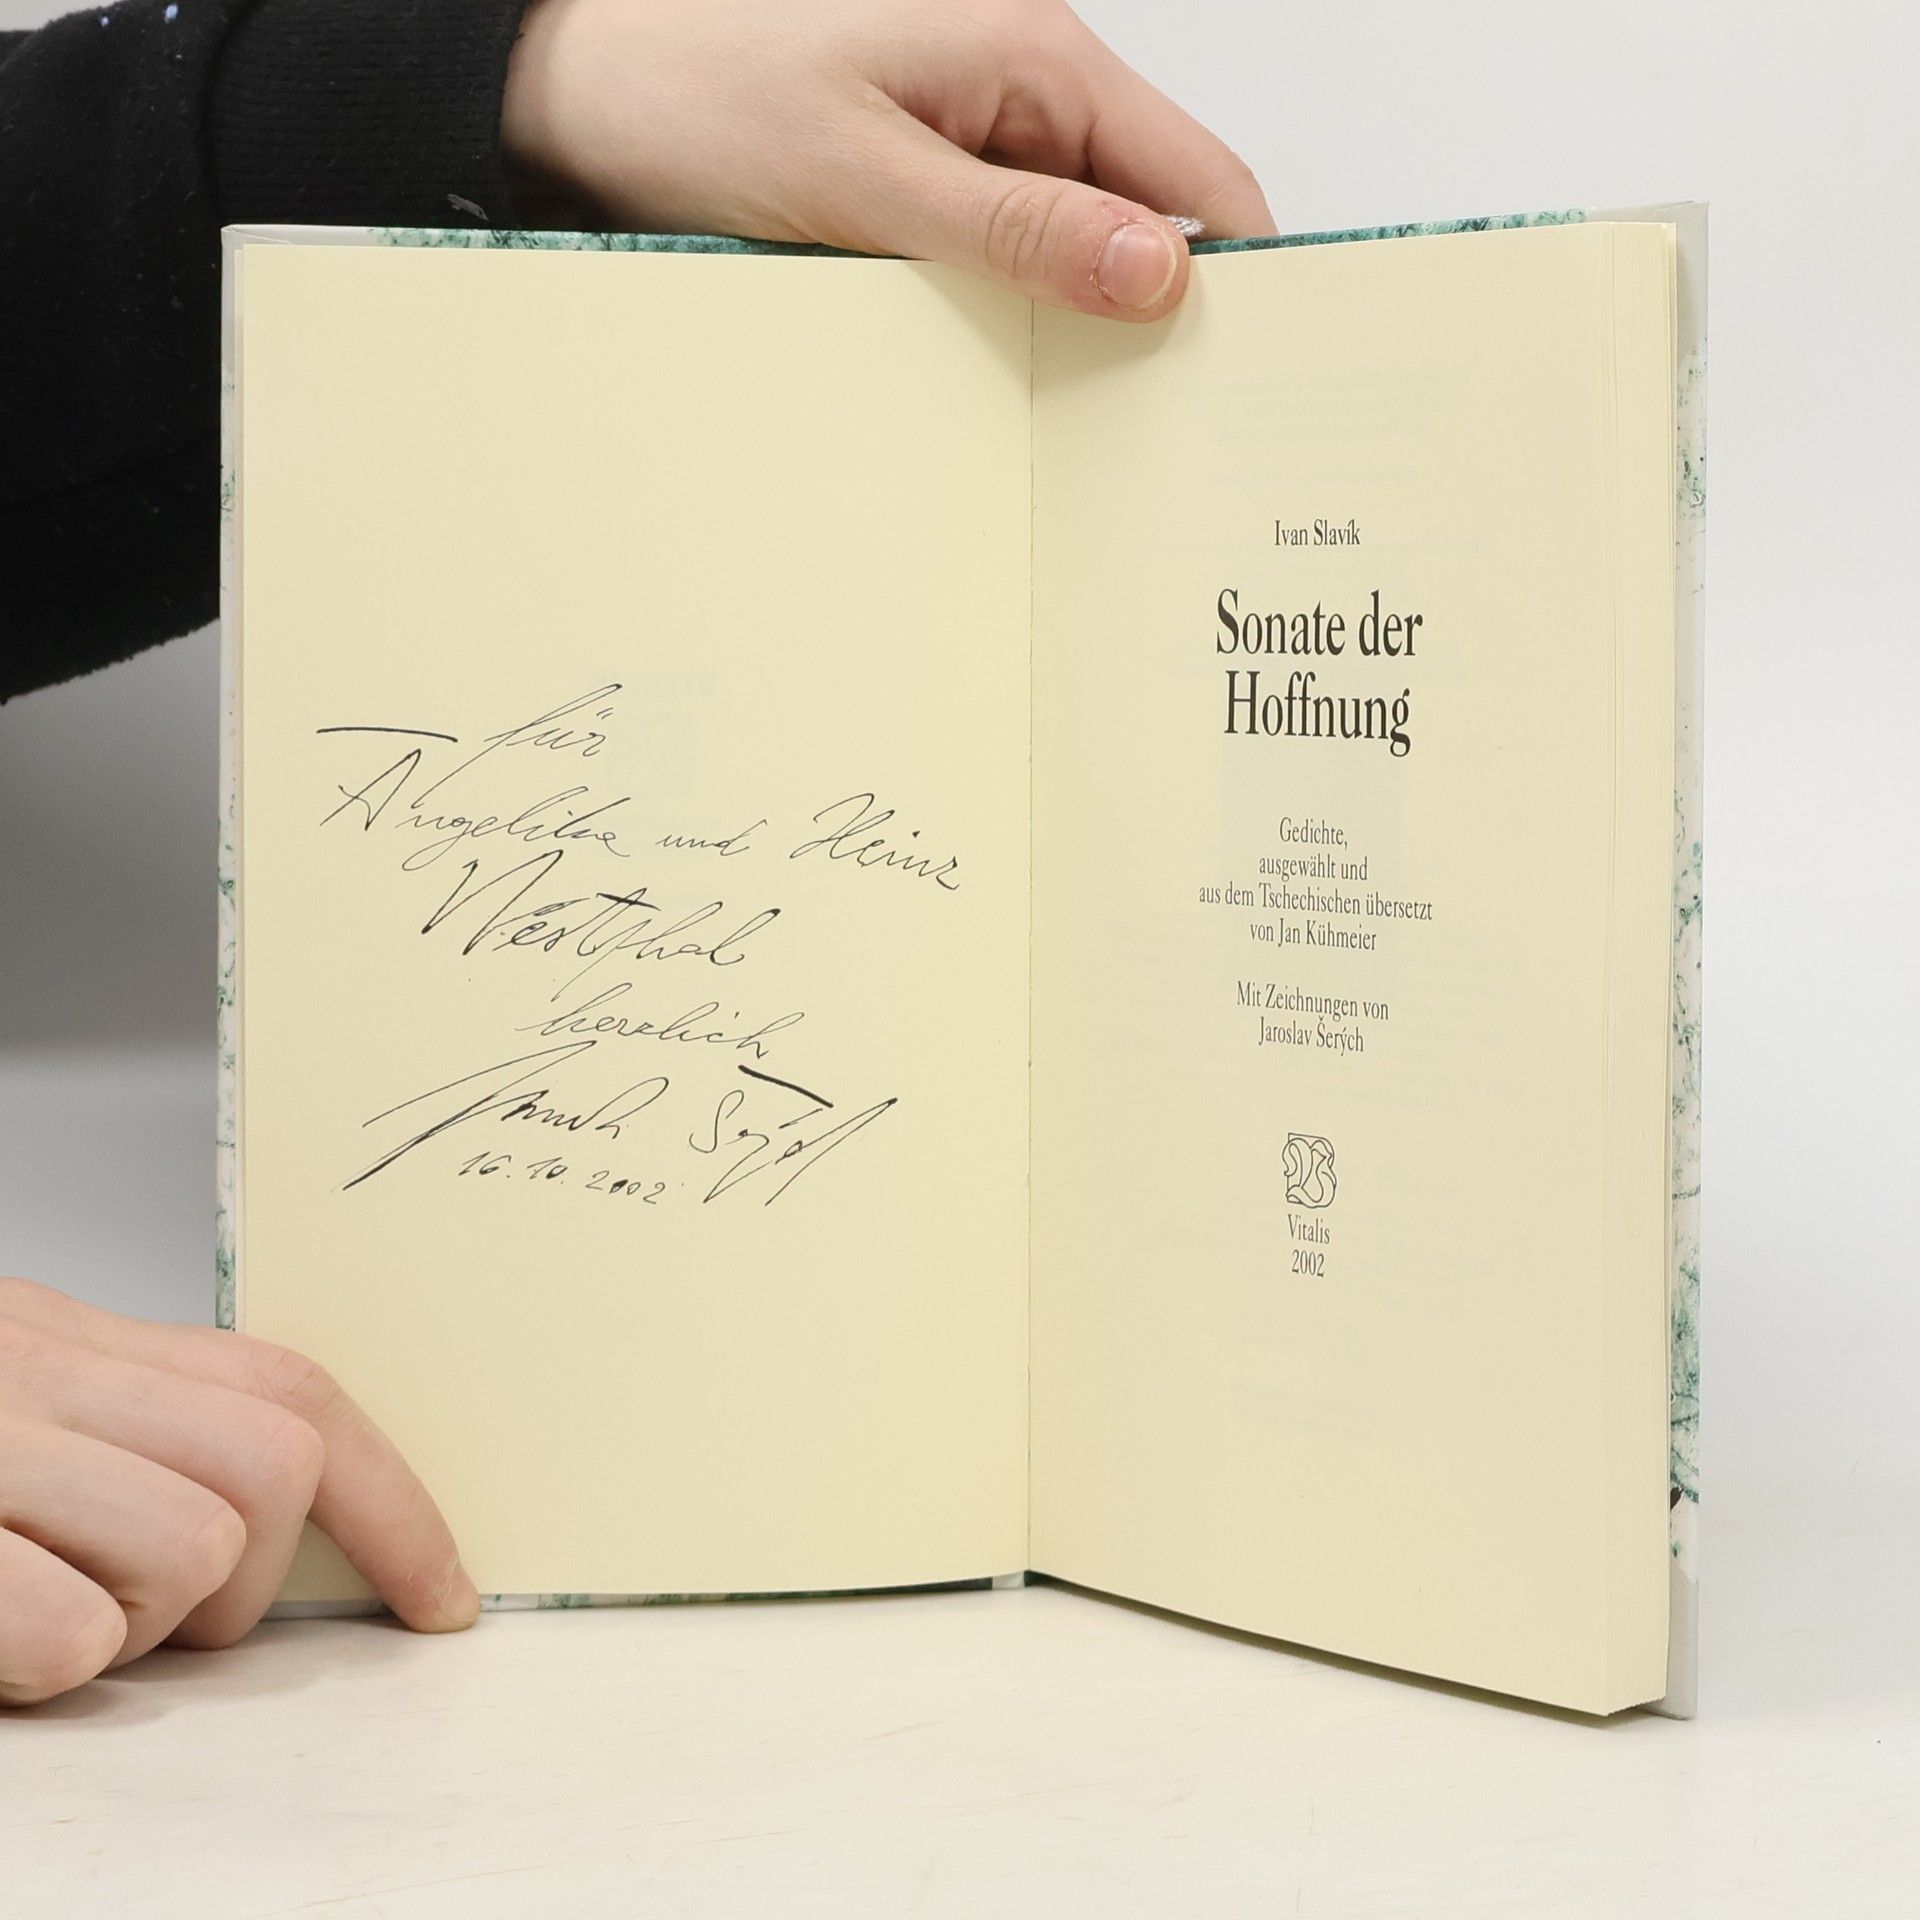 für
Angelika und Heinz
Westphal
herzlich
16.10.2002
Ivan Slavík
Sonate der
Hoffnung
Gedichte,
ausgewählt und
aus dem Tschechischen übersetzt
von Jan Kühmeier
Mit Zeichnungen von
Jaroslav Šerých
Vitalis
2002